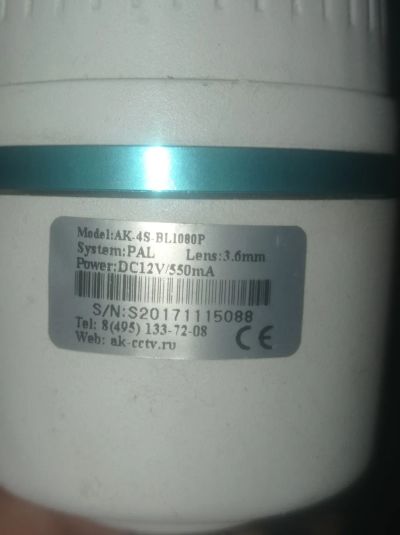 Model:AK-4S-BL1080P
System:PAL Lens:3.6mm
Power:DC12V/550mA
S/N:S20171115088
Tel: 8(495) 133-72-08
Web: ak-cctv.ru
CE